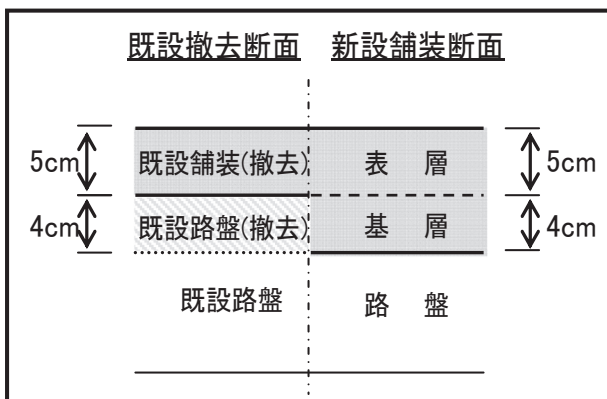 既設撤去断面 新設舗装断面
5cm 既設舗装(撤去) 表 層 5cm
4cm 既設路盤(撤去) 基 層 4cm
既設路盤 路 盤